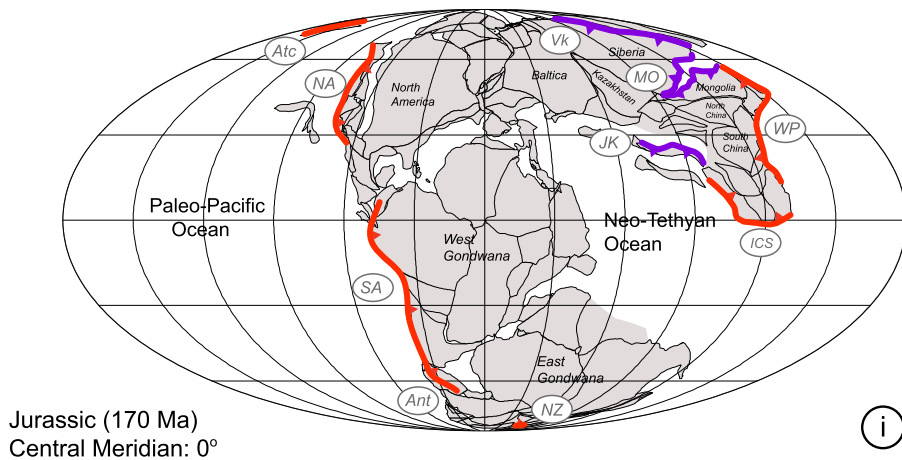 Atc
Vk
Siberia
NA
MO
North
America
Baltica
Kazakhstan
Mongolia
North
China
South
China
WP
JK
Paleo-Pacific
Ocean
West
Gondwana
Neo-Tethyan
Ocean
ICS
SA
East
Gondwana
Ant
NZ
Jurassic (170 Ma)
Central Meridian: 0º
i